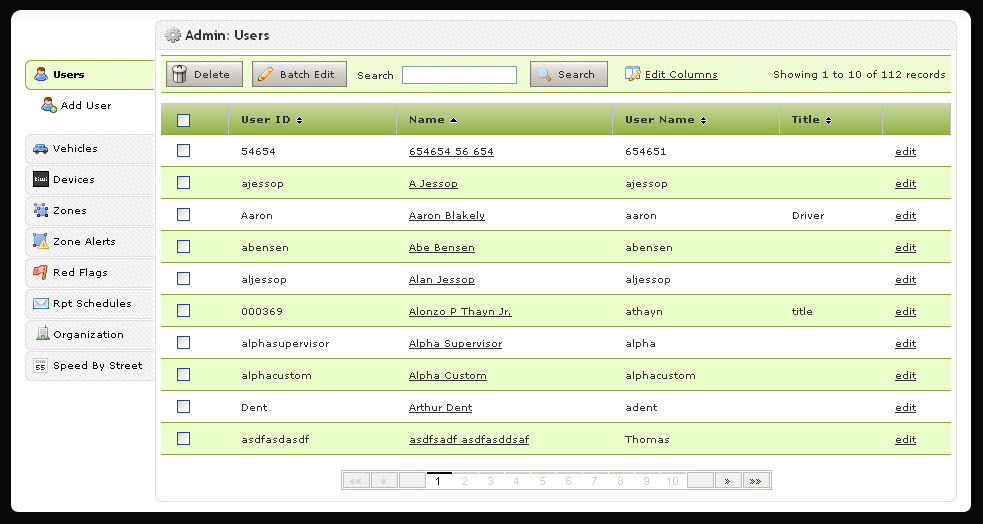 Admin: Users
Users
Add User
Vehicles
kiwi Devices
Zones
Zone Alerts
Red Flags
Rpt Schedules
Organization
SPEED 55 Speed By Street
Delete Batch Edit Search Search Edit Columns Showing 1 to 10 of 112 records
User ID Name User Name Title
54654 654654 56 654 654651 edit
ajessop A Jessop ajessop edit
Aaron Aaron Blakely aaron Driver edit
abensen Abe Bensen abensen edit
aljessop Alan Jessop aljessop edit
000369 Alonzo P Thayn Jr. athayn title edit
alphasupervisor Alpha Supervisor alpha edit
alphacustom Alpha Custom alphacustom edit
Dent Arthur Dent adent edit
asdfasdasdf asdfsadf asdfasddsaf Thomas edit
«« « 1 2 3 4 5 6 7 8 9 10 » »»